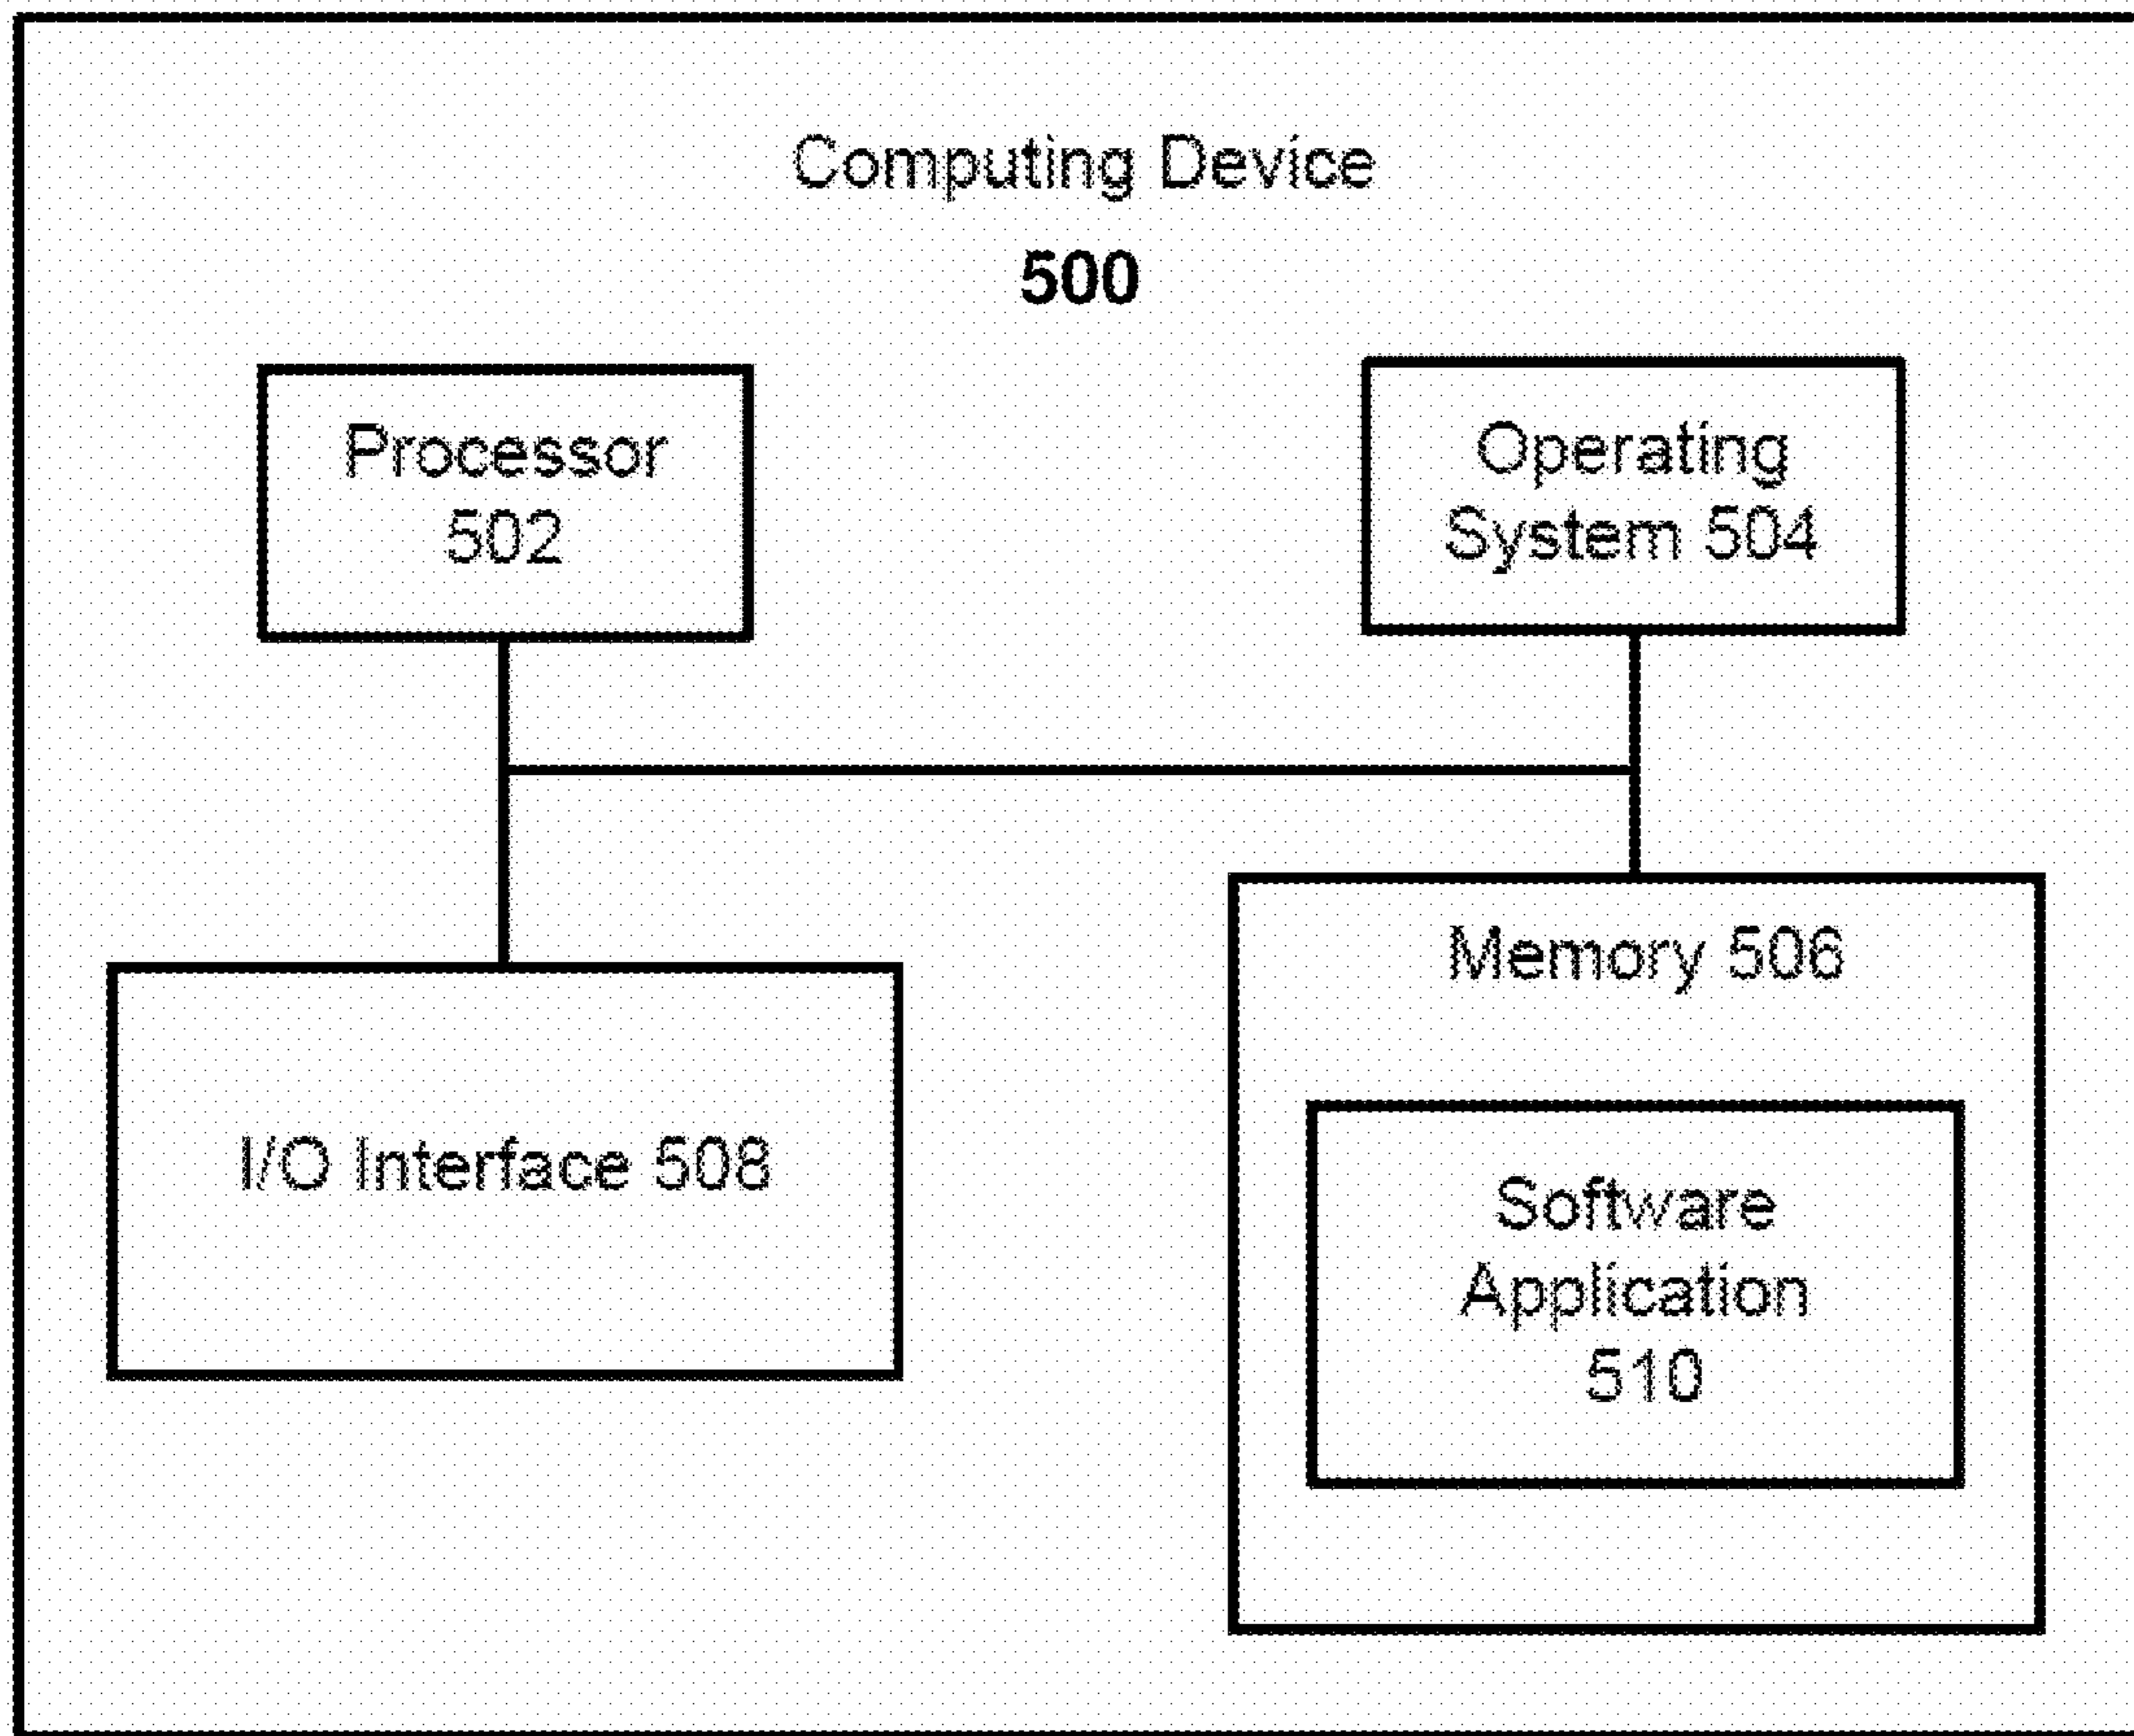 Computing Device
500
Processor
502
Operating
System 504
Memory 506
I/O Interface 508
Software
Application
510